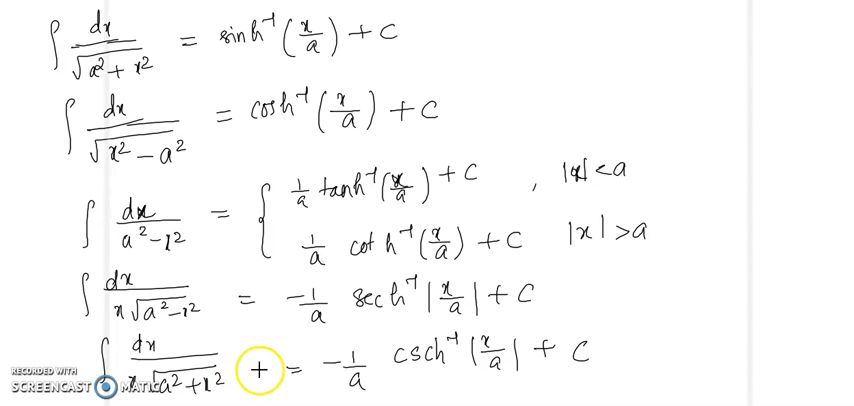 ∫ dx/√(a² + x²) = sinh⁻¹(x/a) + C
∫ dx/√(x² − a²) = cosh⁻¹(x/a) + C
∫ dx/(a² − x²) = { 1/a tanh⁻¹(x/a) + C , |x| < a
1/a coth⁻¹(x/a) + C |x| > a
∫ dx/(x√(a² − x²)) = −1/a sech⁻¹|x/a| + C
∫ dx/(x√(a² + x²)) = −1/a csch⁻¹|x/a| + C
RECORDED WITH
SCREENCAST MATIC